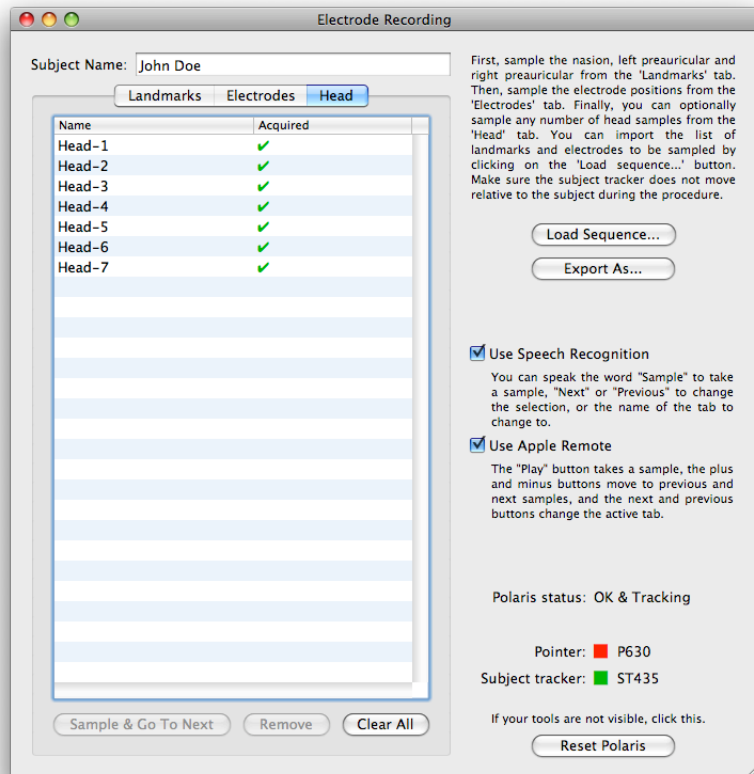 Electrode Recording
Subject Name: John Doe
Landmarks Electrodes Head
Name Acquired
Head-1 ✔
Head-2 ✔
Head-3 ✔
Head-4 ✔
Head-5 ✔
Head-6 ✔
Head-7 ✔
Sample & Go To Next Remove Clear All
First, sample the nasion, left preauricular and
right preauricular from the 'Landmarks' tab.
Then, sample the electrode positions from the
'Electrodes' tab. Finally, you can optionally
sample any number of head samples from the
'Head' tab. You can import the list of
landmarks and electrodes to be sampled by
clicking on the 'Load sequence...' button.
Make sure the subject tracker does not move
relative to the subject during the procedure.
Load Sequence...
Export As...
Use Speech Recognition
You can speak the word "Sample" to take
a sample, "Next" or "Previous" to change
the selection, or the name of the tab to
change to.
Use Apple Remote
The "Play" button takes a sample, the plus
and minus buttons move to previous and
next samples, and the next and previous
buttons change the active tab.
Polaris status: OK & Tracking
Pointer: P630
Subject tracker: ST435
If your tools are not visible, click this.
Reset Polaris